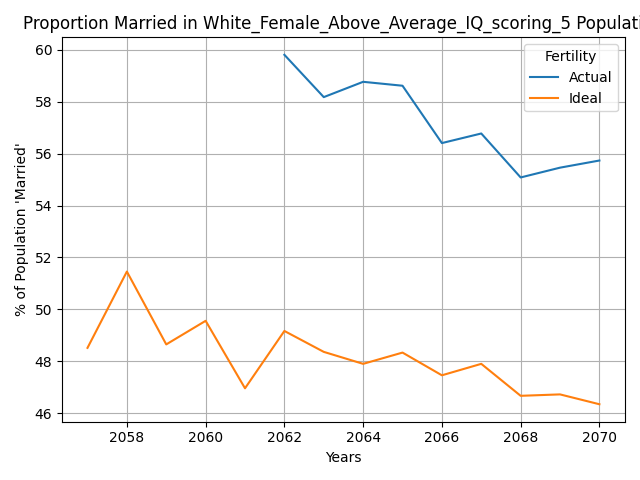 Proportion Married in White_Female_Above_Average_IQ_scoring_5 Populati
Fertility
Actual
Ideal
60
58
56
54
52
50
48
46
% of Population 'Married'
2058 2060 2062 2064 2066 2068 2070
Years